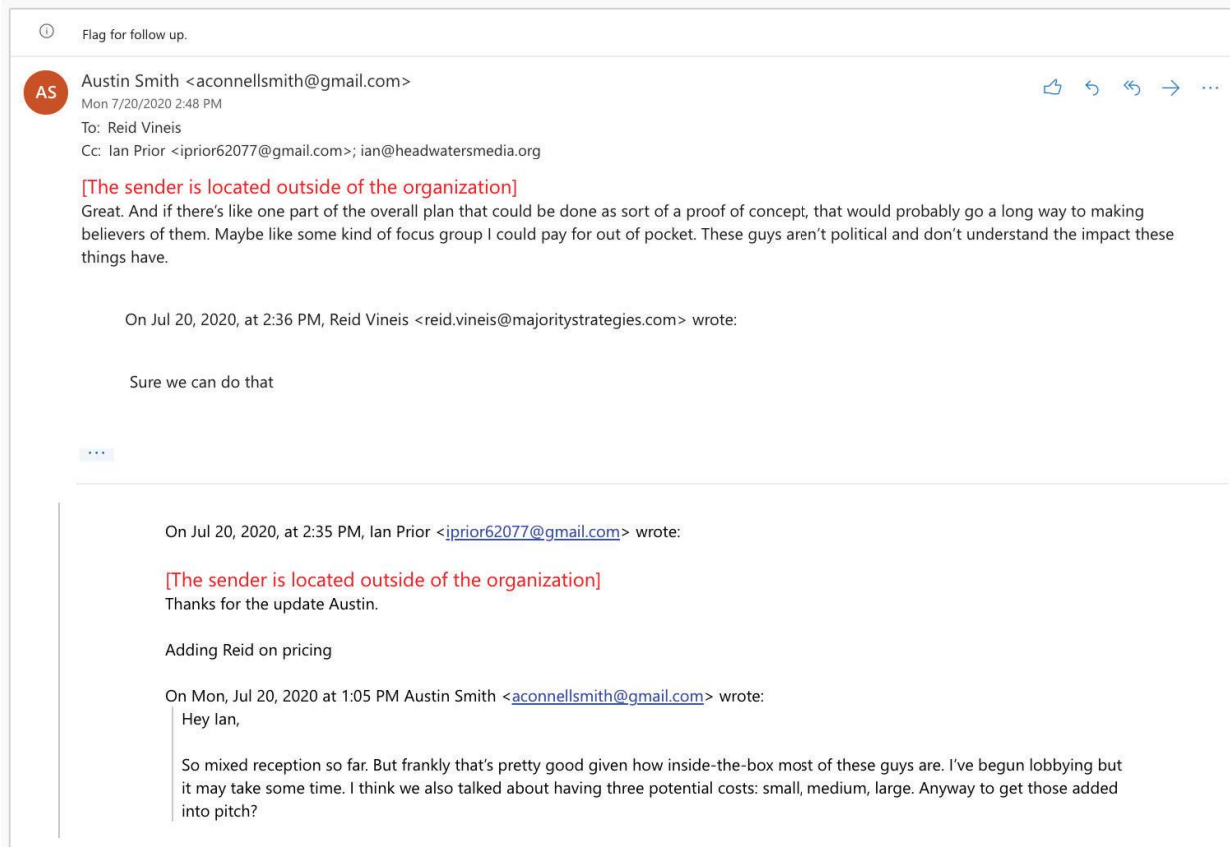 Flag for follow up.
AS
Austin Smith <aconnellsmith@gmail.com>
Mon 7/20/2020 2:48 PM
To: Reid Vineis
Cc: Ian Prior <iprior62077@gmail.com>; ian@headwatersmedia.org
[The sender is located outside of the organization]
Great. And if there's like one part of the overall plan that could be done as sort of a proof of concept, that would probably go a long way to making
believers of them. Maybe like some kind of focus group I could pay for out of pocket. These guys aren't political and don't understand the impact these
things have.
On Jul 20, 2020, at 2:36 PM, Reid Vineis <reid.vineis@majoritystrategies.com> wrote:
Sure we can do that
...
On Jul 20, 2020, at 2:35 PM, Ian Prior <iprior62077@gmail.com> wrote:
[The sender is located outside of the organization]
Thanks for the update Austin.
Adding Reid on pricing
On Mon, Jul 20, 2020 at 1:05 PM Austin Smith <aconnellsmith@gmail.com> wrote:
Hey Ian,
So mixed reception so far. But frankly that's pretty good given how inside-the-box most of these guys are. I've begun lobbying but
it may take some time. I think we also talked about having three potential costs: small, medium, large. Anyway to get those added
into pitch?